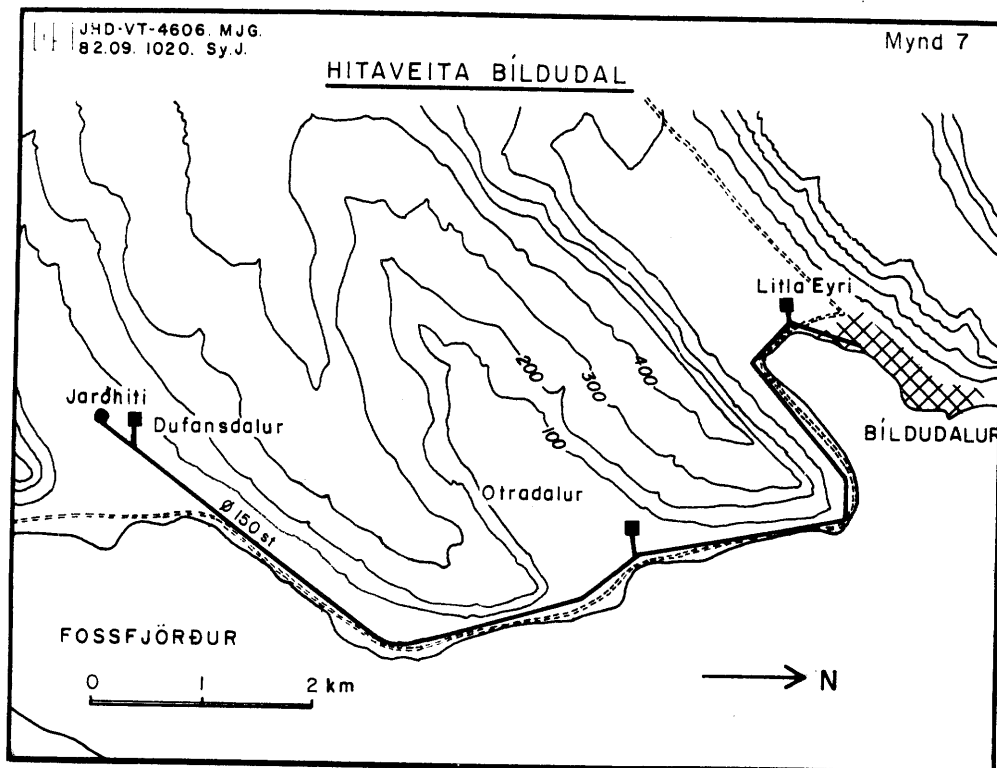 JHD-VT-4606. MJG.
82.09. 1020. Sy.J.
Mynd 7
HITAVEITA BÍLDUDAL
Litla Eyri
BÍLDUDALUR
400
300
200
100
Jarðhiti
Dufansdalur
Otradalur
Ø 150 st
FOSSFJÖRÐUR
0 1 2 km
N